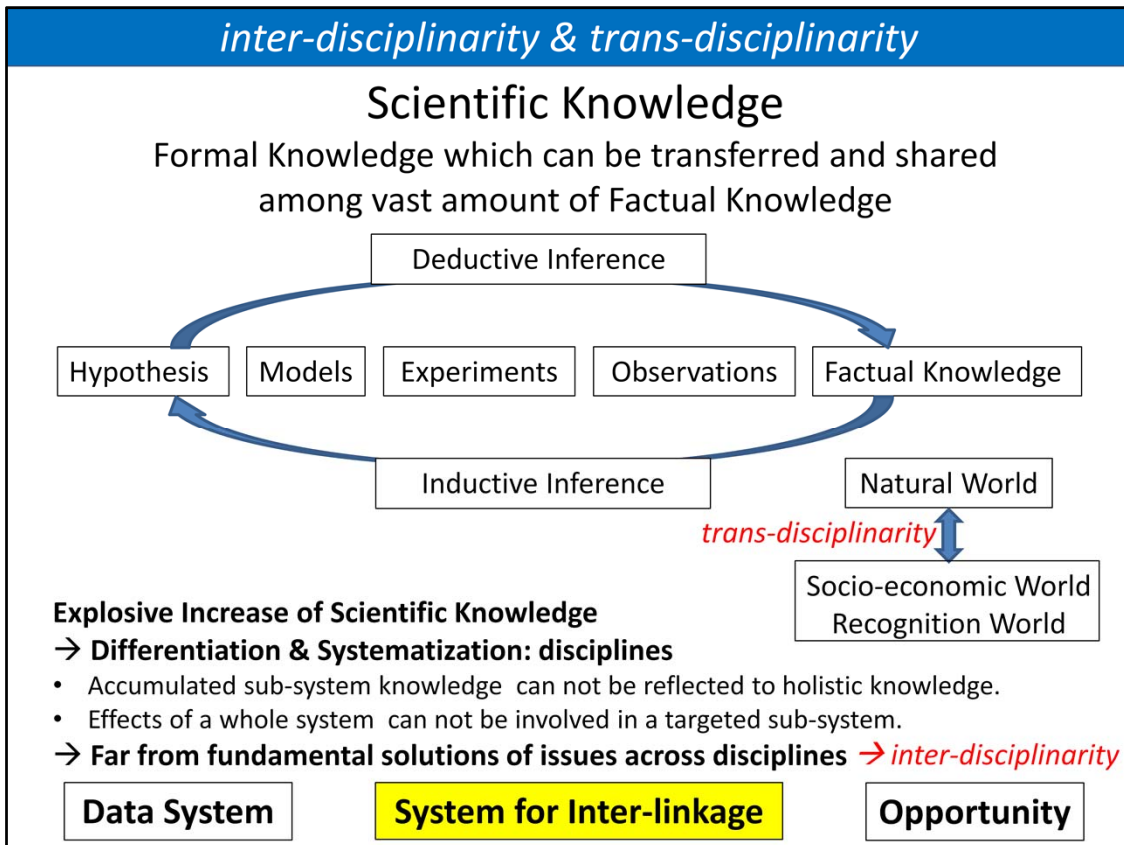 inter-disciplinarity & trans-disciplinarity
Scientific Knowledge
Formal Knowledge which can be transferred and shared
among vast amount of Factual Knowledge
Deductive Inference
Hypothesis
Models
Experiments
Observations
Factual Knowledge
Inductive Inference
Natural World
trans-disciplinarity
Socio-economic World
Recognition World
Explosive Increase of Scientific Knowledge
→ Differentiation & Systematization: disciplines
• Accumulated sub-system knowledge can not be reflected to holistic knowledge.
• Effects of a whole system can not be involved in a targeted sub-system.
→ Far from fundamental solutions of issues across disciplines → inter-disciplinarity
Data System
System for Inter-linkage
Opportunity